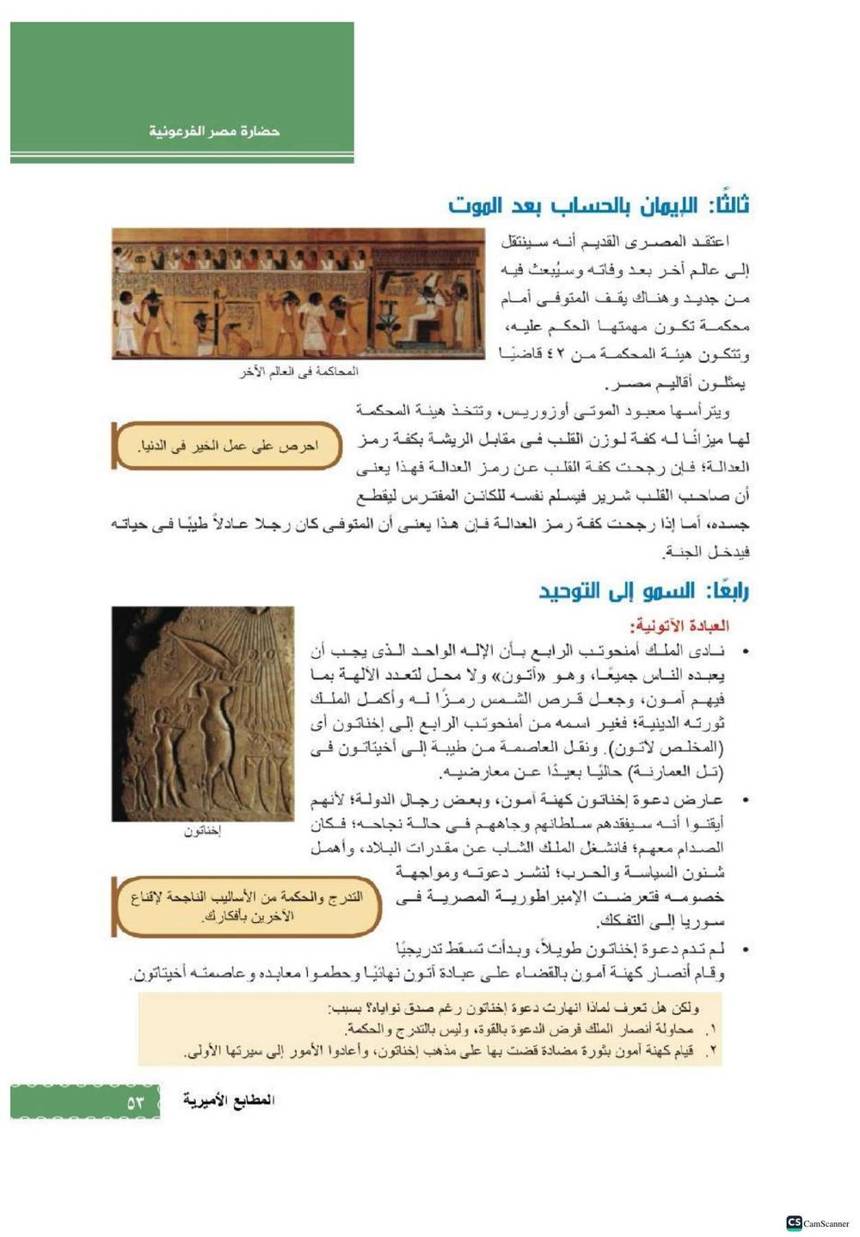 حضارة مصر الفرعونية
ثالثًا: الإيمان بالحساب بعد الموت
اعتقد المصرى القديم أنه سينتقل
إلى عالم أخر بعد وفاته وسيُبعث فيه
من جديد وهناك يقف المتوفى أمام
محكمة تكون مهمتها الحكم عليه،
وتتكون هيئة المحكمة من ٤٢ قاضيًا
يمثلون أقاليم مصر.
المحاكمة فى العالم الآخر
ويترأسها معبود الموتى أوزوريس، وتتخذ هيئة المحكمة
لها ميزانًا له كفة لوزن القلب فى مقابل الريشة بكفة رمز
العدالة؛ فإن رجحت كفة القلب عن رمز العدالة فهذا يعنى
أن صاحب القلب شرير فيسلم نفسه للكائن المفترس ليقطع
جسده، أما إذا رجحت كفة رمز العدالة فإن هذا يعنى أن المتوفى كان رجلا عادلاً طيبًا فى حياته
فيدخل الجنة.
احرص على عمل الخير فى الدنيا.
رابعًا: السمو إلى التوحيد
العبادة الآتونية:
• نادى الملك أمنحوتب الرابع بأن الإله الواحد الذى يجب أن
يعبده الناس جميعًا، وهو «أتون» ولا محل لتعدد الآلهة بما
فيهم أمون، وجعل قرص الشمس رمزًا له وأكمل الملك
ثورته الدينية؛ فغير اسمه من أمنحوتب الرابع إلى إخناتون أى
(المخلص لأتون). ونقل العاصمة من طيبة إلى أخيتاتون فى
(تل العمارنة) حاليًا بعيدًا عن معارضيه.
إخناتون
• عارض دعوة إخناتون كهنة آمون، وبعض رجال الدولة؛ لأنهم
أيقنوا أنه سيفقدهم سلطانهم وجاههم فى حالة نجاحه؛ فكان
الصدام معهم؛ فانشغل الملك الشاب عن مقدرات البلاد، وأهمل
شئون السياسة والحرب؛ لنشر دعوته ومواجهة
خصومه فتعرضت الإمبراطورية المصرية فى
سوريا إلى التفكك.
التدرج والحكمة من الأساليب الناجحة لإقناع
الآخرين بأفكارك.
• لم تدم دعوة إخناتون طويلاً، وبدأت تسقط تدريجيًا
وقام أنصار كهنة آمون بالقضاء على عبادة آتون نهائيًا وحطموا معابده وعاصمته أخيتاتون.
ولكن هل تعرف لماذا انهارت دعوة إخناتون رغم صدق نواياه؟ بسبب:
١. محاولة أنصار الملك فرض الدعوة بالقوة، وليس بالتدرج والحكمة.
٢. قيام كهنة آمون بثورة مضادة قضت بها على مذهب إخناتون، وأعادوا الأمور إلى سيرتها الأولى.
المطابع الأميرية
٥٣
CS CamScanner